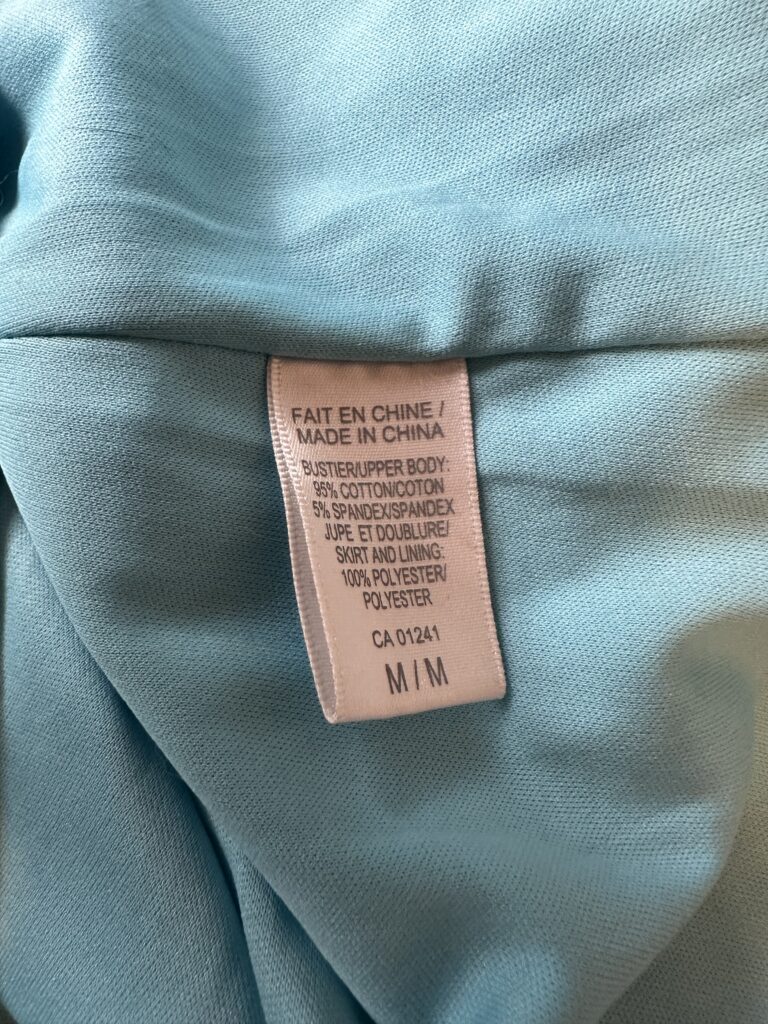 FAIT EN CHINE /
MADE IN CHINA
BUSTIER/UPPER BODY:
95% COTTON/COTON
5% SPANDEX/SPANDEX
JUPE ET DOUBLURE/
SKIRT AND LINING:
100% POLYESTER/
POLYESTER
CA 01241
M / M